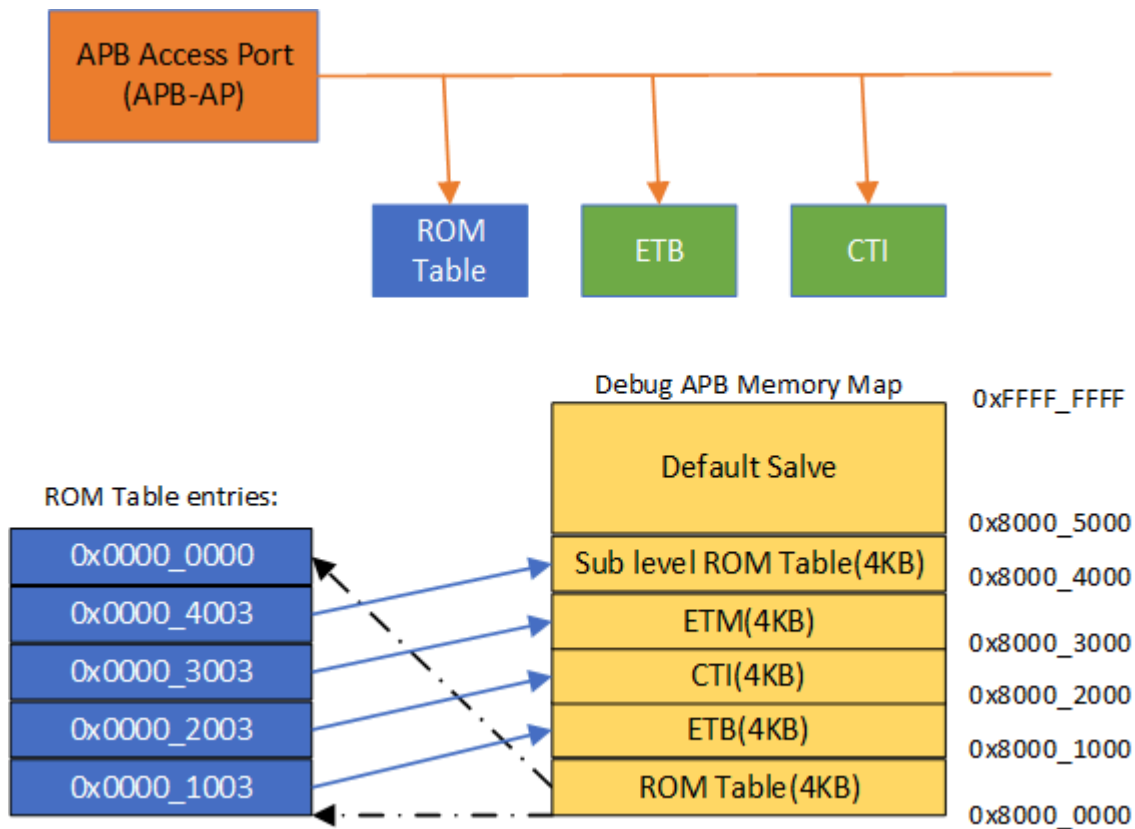 APB Access Port
(APB-AP)
ROM
Table
ETB
CTI
Debug APB Memory Map
0xFFFF_FFFF
Default Salve
ROM Table entries:
0x8000_5000
0x0000_0000
Sub level ROM Table(4KB)
0x8000_4000
0x0000_4003
ETM(4KB)
0x8000_3000
0x0000_3003
CTI(4KB)
0x8000_2000
0x0000_2003
ETB(4KB)
0x8000_1000
0x0000_1003
ROM Table(4KB)
0x8000_0000